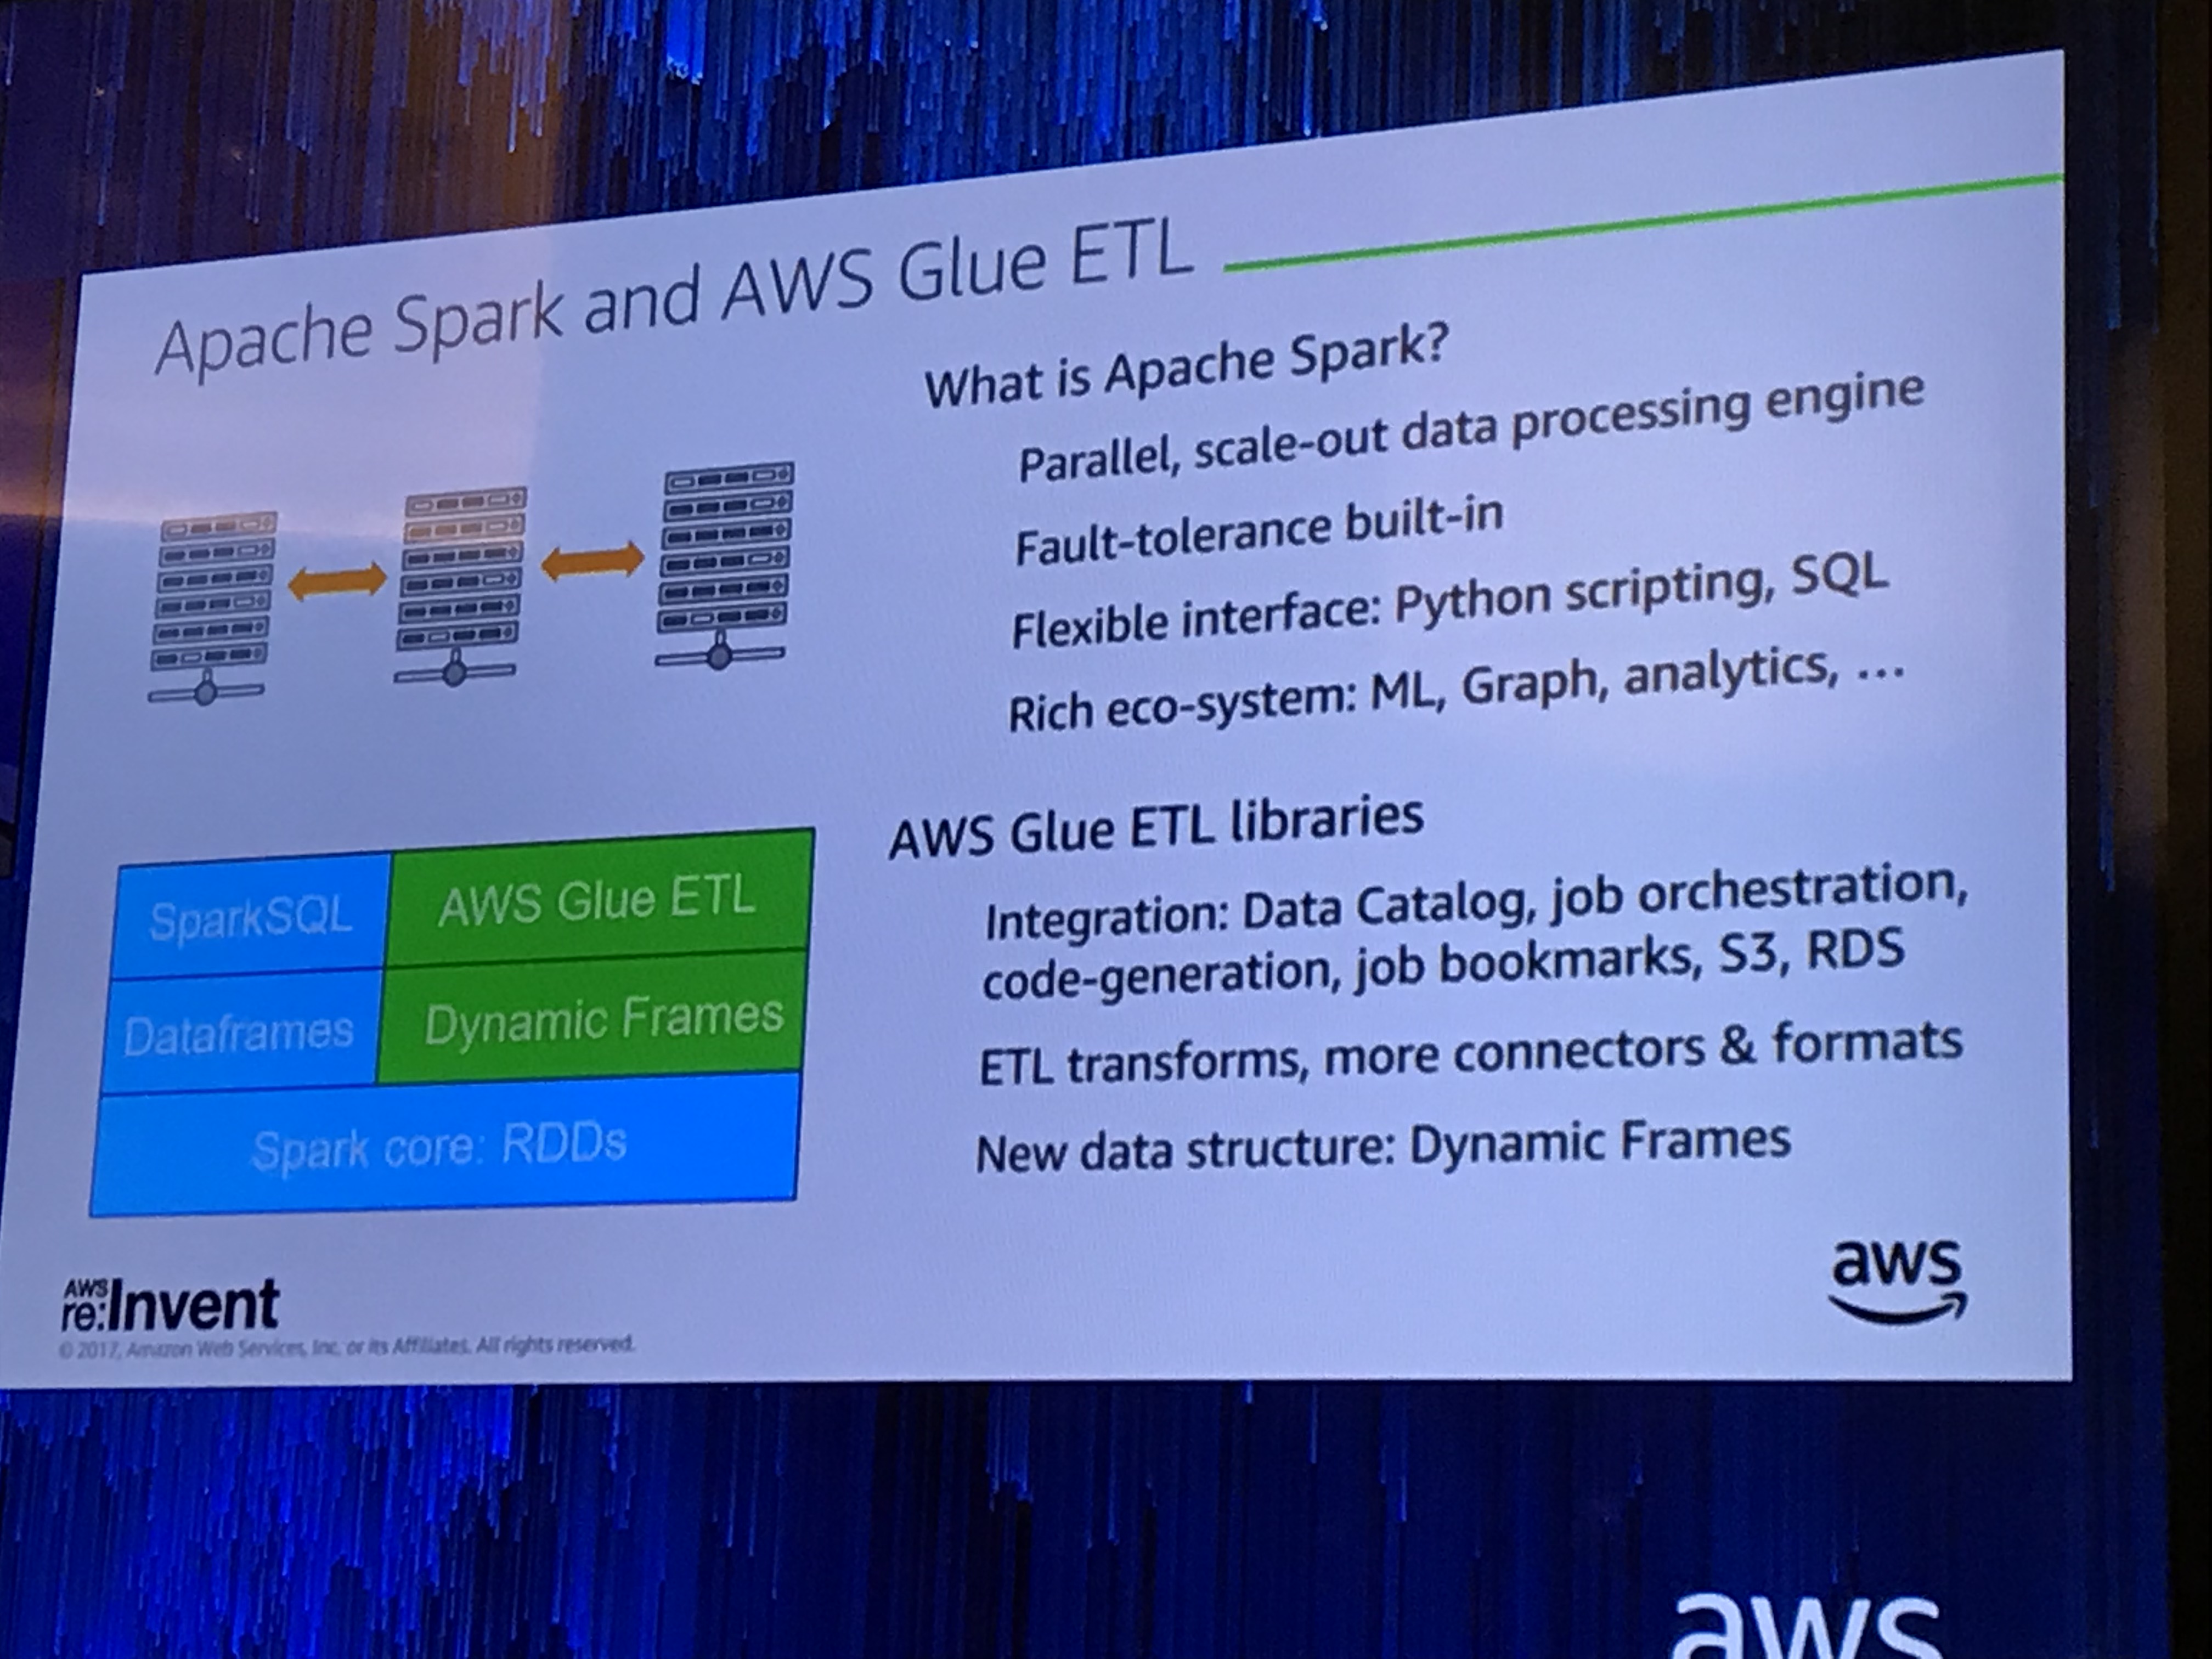 Apache Spark and AWS Glue ETL
What is Apache Spark?
Parallel, scale-out data processing engine
Fault-tolerance built-in
Flexible interface: Python scripting, SQL
Rich eco-system: ML, Graph, analytics, ...
AWS Glue ETL libraries
Integration: Data Catalog, job orchestration,
code-generation, job bookmarks, S3, RDS
ETL transforms, more connectors & formats
New data structure: Dynamic Frames
SparkSQL
AWS Glue ETL
Dataframes
Dynamic Frames
Spark core: RDDs
AWS
re:Invent
© 2017, Amazon Web Services, Inc. or its Affiliates. All rights reserved.
aws
aws